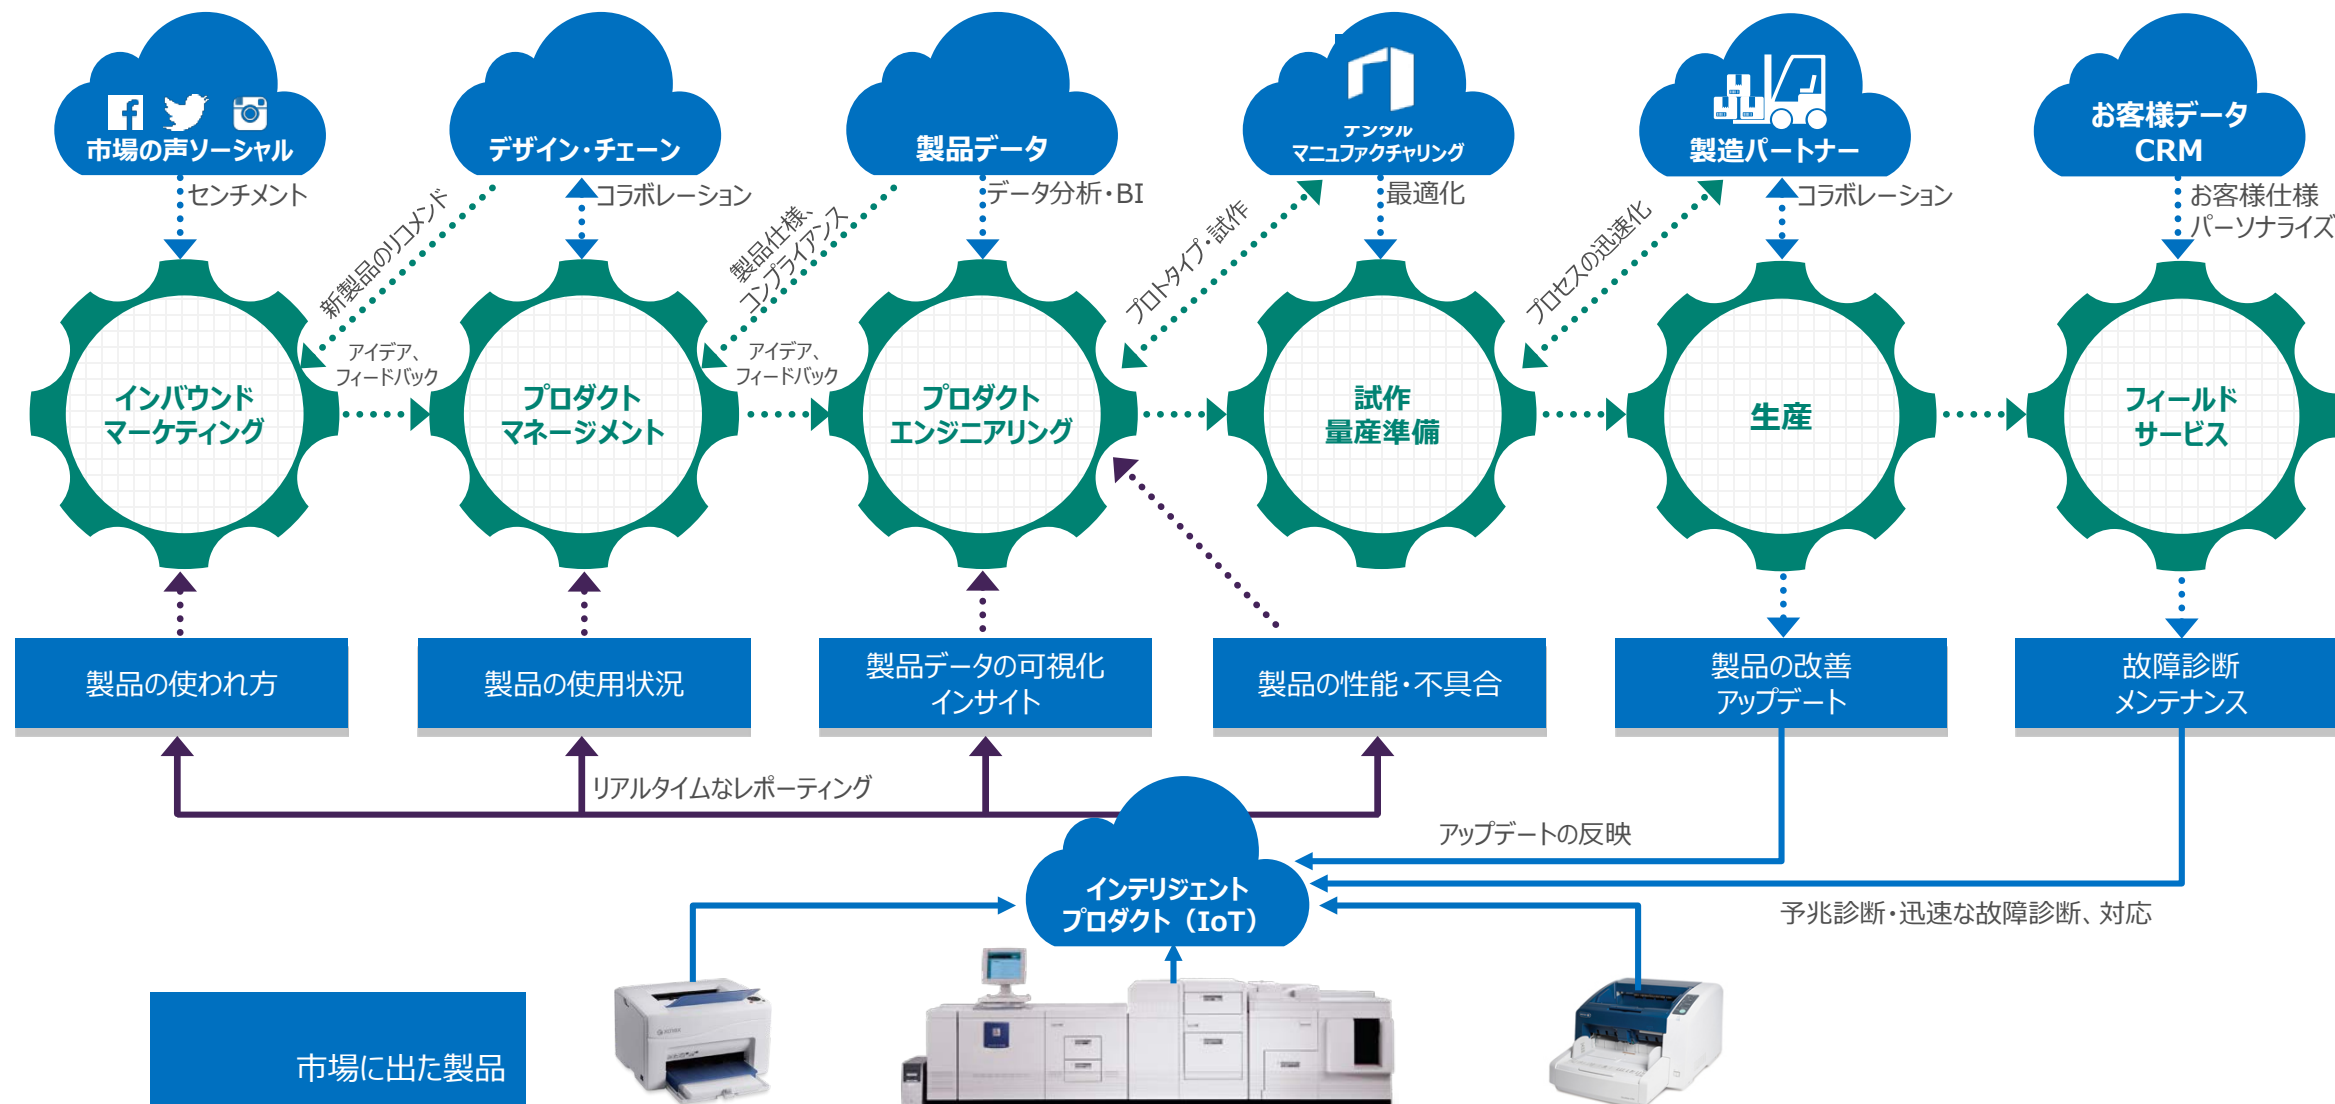 市場の声ソーシャル
デザイン・チェーン
製品データ
デジタル
マニュファクチャリング
製造パートナー
お客様データ
CRM
センチメント
コラボレーション
データ分析・BI
最適化
コラボレーション
お客様仕様
パーソナライズ
新製品のリコメンド
製品仕様、
コンプライアンス
プロトタイプ・試作
プロセスの迅速化
アイデア、
フィードバック
アイデア、
フィードバック
インバウンド
マーケティング
プロダクト
マネージメント
プロダクト
エンジニアリング
試作
量産準備
生産
フィールド
サービス
製品の使われ方
製品の使用状況
製品データの可視化
インサイト
製品の性能・不具合
製品の改善
アップデート
故障診断
メンテナンス
リアルタイムなレポーティング
アップデートの反映
インテリジェント
プロダクト（IoT）
予兆診断・迅速な故障診断、対応
市場に出た製品